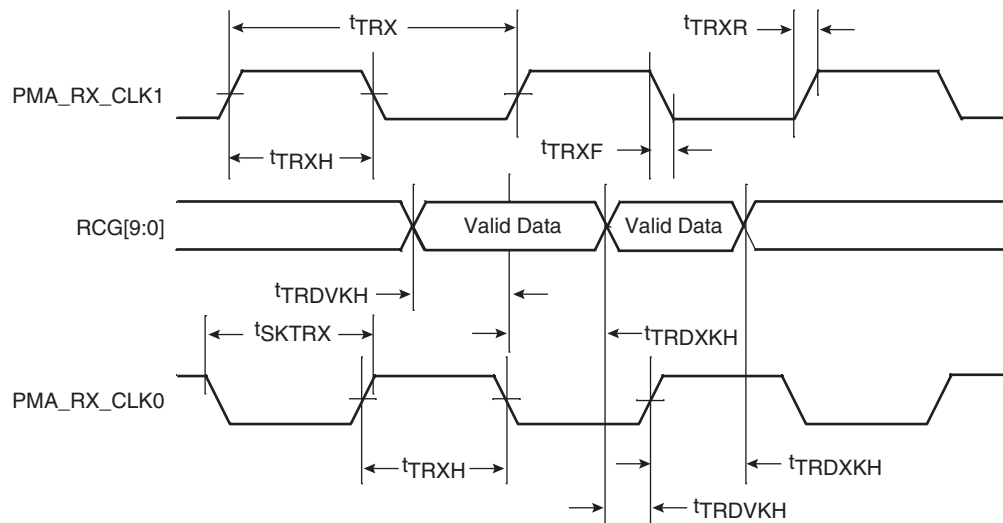 tTRX
tTRXR
PMA_RX_CLK1
tTRXH
tTRXF
RCG[9:0]
Valid Data
Valid Data
tTRDVKH
tSKTRX
tTRDXKH
PMA_RX_CLK0
tTRXH
tTRDXKH
tTRDVKH